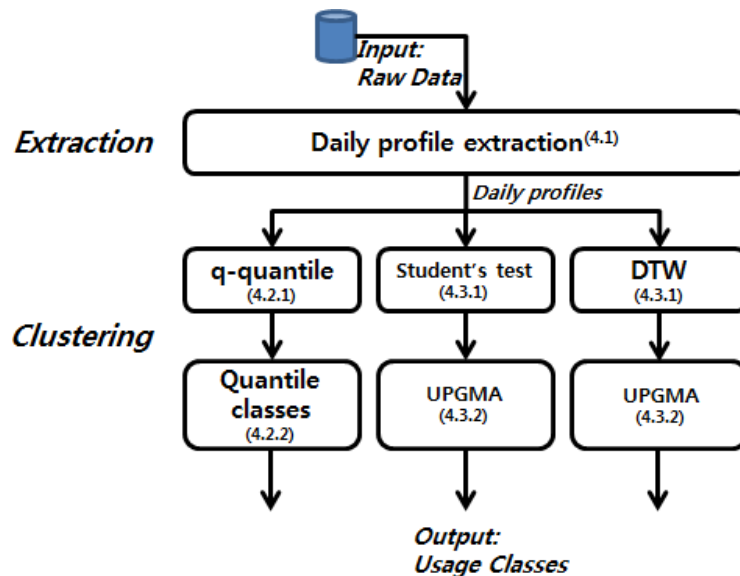 Input:
Raw Data
Extraction
Daily profile extraction(4.1)
Daily profiles
q-quantile
(4.2.1)
Student's test
(4.3.1)
DTW
(4.3.1)
Clustering
Quantile
classes
(4.2.2)
UPGMA
(4.3.2)
UPGMA
(4.3.2)
Output:
Usage Classes